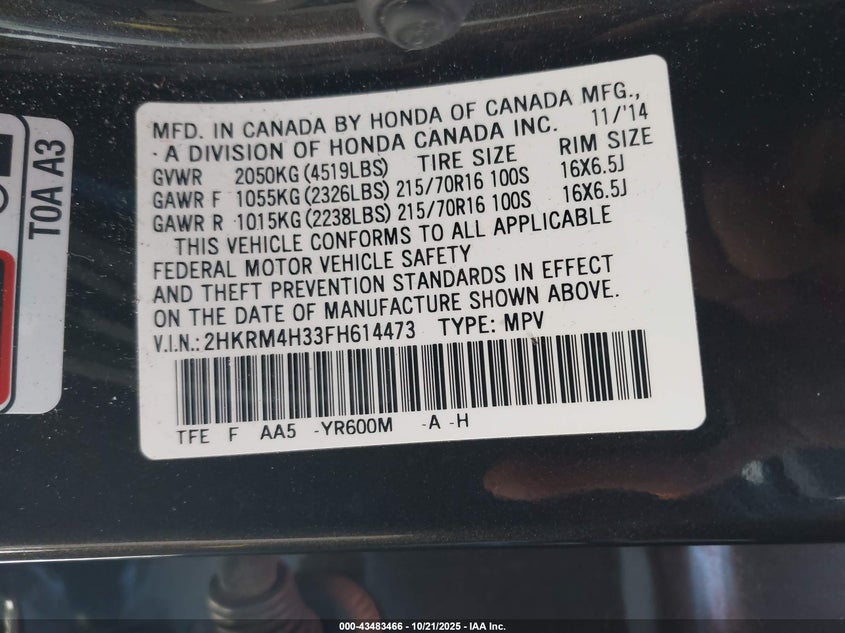 MFD. IN CANADA BY HONDA OF CANADA MFG.,
A DIVISION OF HONDA CANADA INC. 11/'14
GVWR 2050KG (4519LBS) TIRE SIZE RIM SIZE
GAWR F 1055KG (2326LBS) 215/70R16 100S 16X6.5J
GAWR R 1015KG (2238LBS) 215/70R16 100S 16X6.5J
THIS VEHICLE CONFORMS TO ALL APPLICABLE
FEDERAL MOTOR VEHICLE SAFETY
AND THEFT PREVENTION STANDARDS IN EFFECT
ON THE DATE OF MANUFACTURE SHOWN ABOVE.
V.I.N.: 2HKRM4H33FH614473 TYPE: MPV
TFE F AA5 -YR600M -A -H
T0A A3
000-43483466 - 10/21/2025 - IAA Inc.